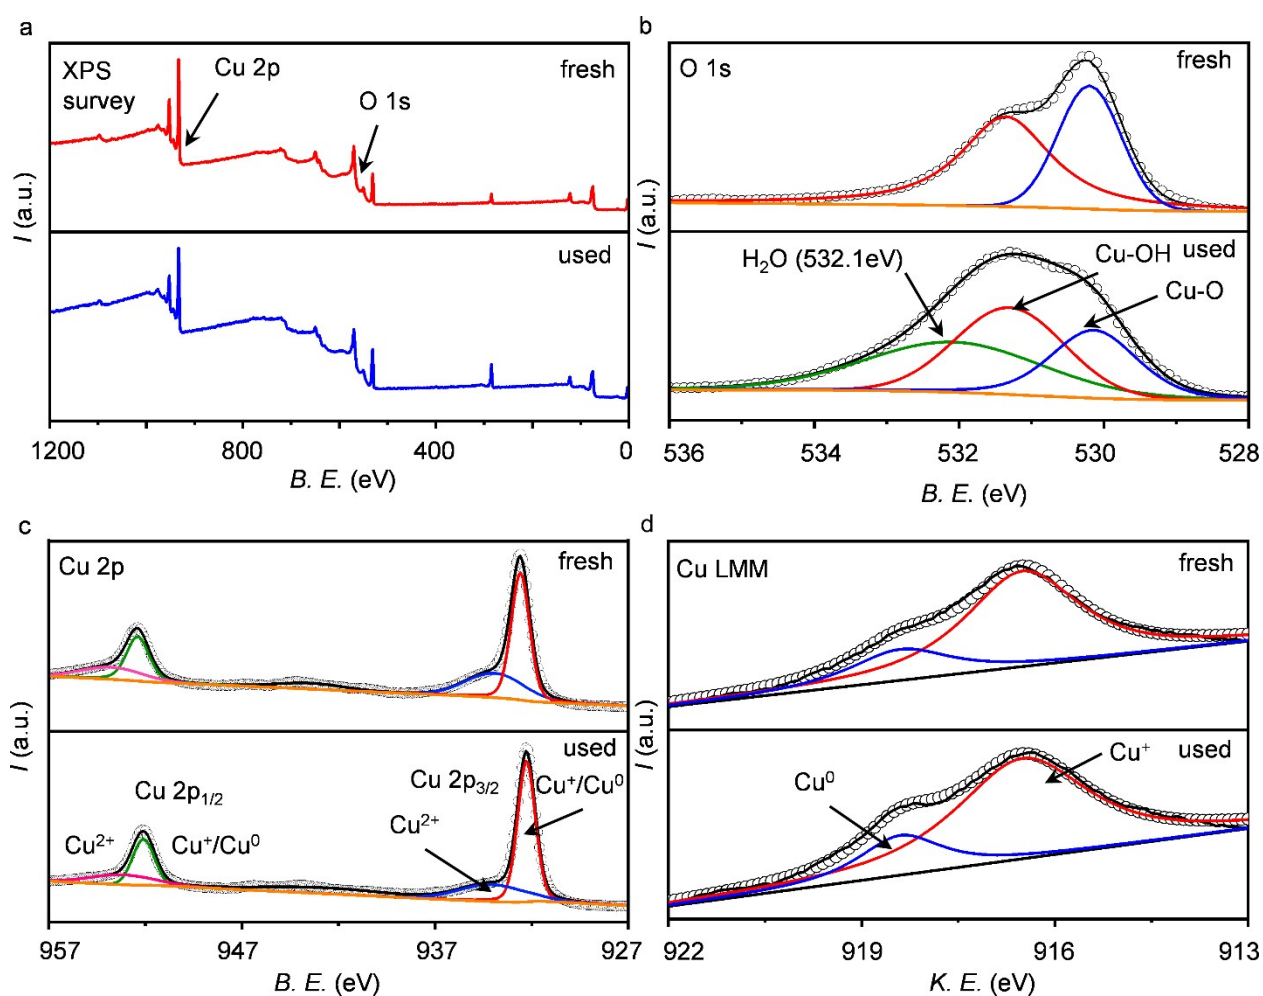 a
XPS
survey
Cu 2p
O 1s
fresh
used
I (a.u.)
1200
800
400
0
B. E. (eV)
b
O 1s
fresh
H₂O (532.1eV)
Cu-OH
used
Cu-O
I (a.u.)
536
534
532
530
528
B. E. (eV)
c
Cu 2p
fresh
used
Cu 2p₁/₂
Cu²⁺
Cu⁺/Cu⁰
Cu 2p₃/₂
Cu⁺/Cu⁰
Cu²⁺
I (a.u.)
957
947
937
927
B. E. (eV)
d
Cu LMM
fresh
Cu⁺
used
Cu⁰
I (a.u.)
922
919
916
913
K. E. (eV)